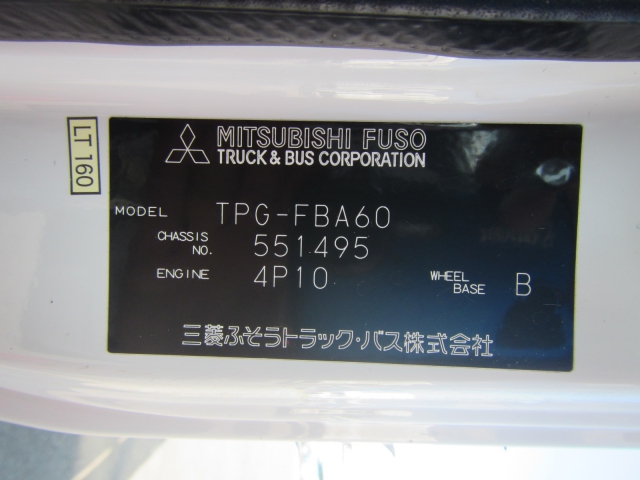 LT 160
MITSUBISHI FUSO
TRUCK & BUS CORPORATION
MODEL TPG-FBA60
CHASSIS NO. 551495
ENGINE 4P10 WHEEL BASE B
三菱ふそうトラック・バス株式会社